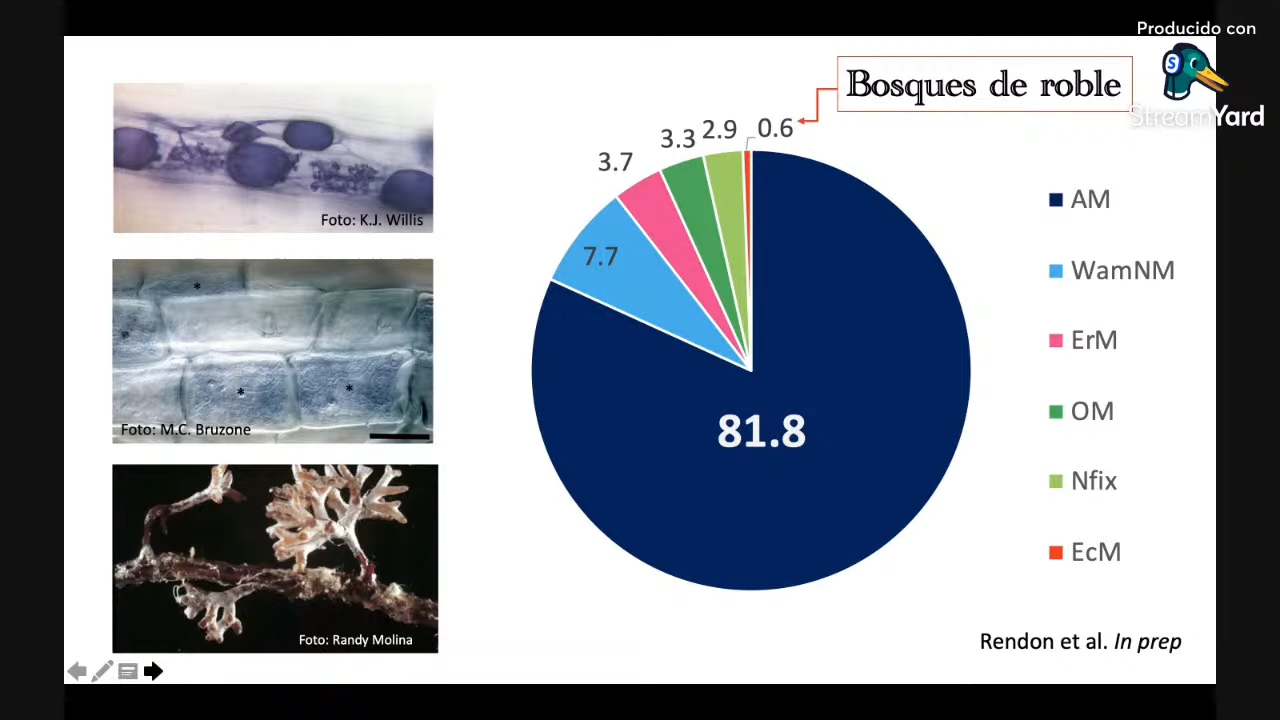 Producido con
StreamYard
Bosques de roble
Foto: K.J. Willis
Foto: M.C. Bruzone
Foto: Randy Molina
3.7
3.3
2.9
0.6
7.7
81.8
AM
WamNM
ErM
OM
Nfix
EcM
Rendon et al. In prep